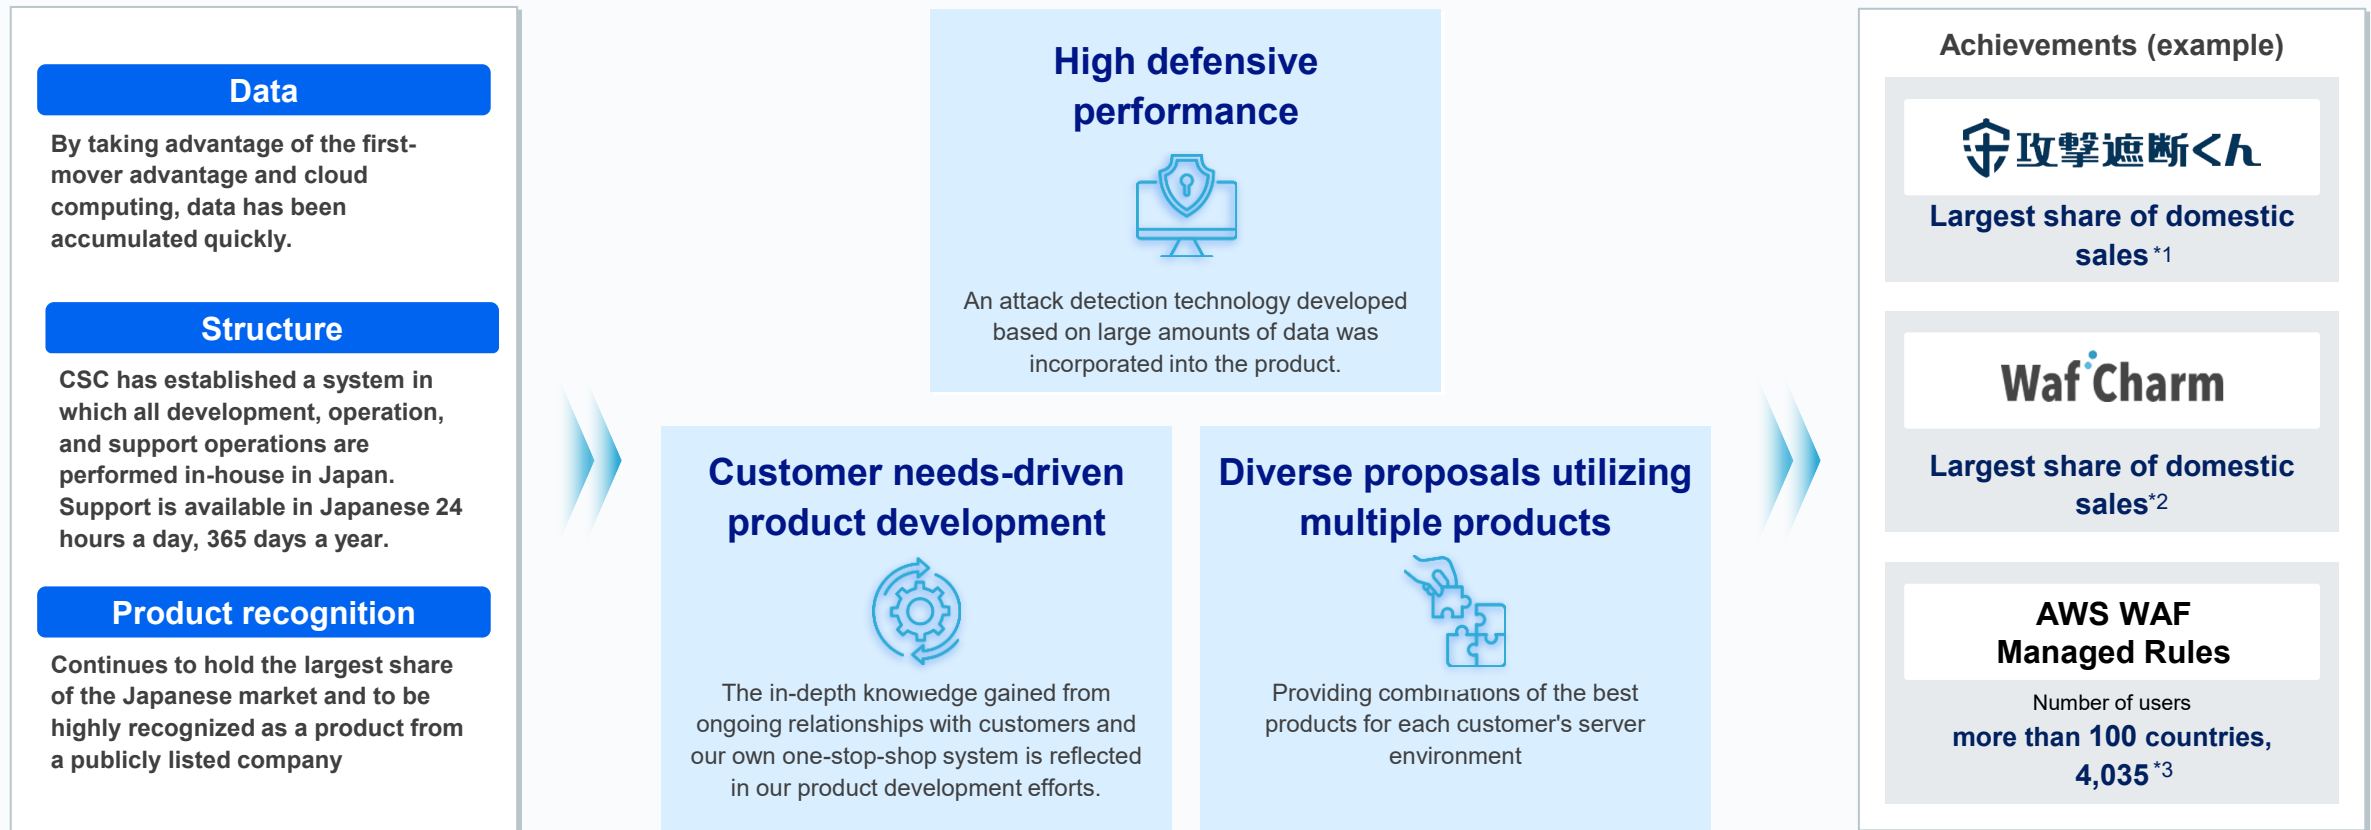 Data
By taking advantage of the first-
mover advantage and cloud
computing, data has been
accumulated quickly.
Structure
CSC has established a system in
which all development, operation,
and support operations are
performed in-house in Japan.
Support is available in Japanese 24
hours a day, 365 days a year.
Product recognition
Continues to hold the largest share
of the Japanese market and to be
highly recognized as a product from
a publicly listed company
High defensive
performance
An attack detection technology developed
based on large amounts of data was
incorporated into the product.
Customer needs-driven
product development
The in-depth knowledge gained from
ongoing relationships with customers and
our own one-stop-shop system is reflected
in our product development efforts.
Diverse proposals utilizing
multiple products
Providing combinations of the best
products for each customer's server
environment
Achievements (example)
攻撃遮断くん
Largest share of domestic
sales *1
WafCharm
Largest share of domestic
sales*2
AWS WAF
Managed Rules
Number of users
more than 100 countries,
4,035 *3